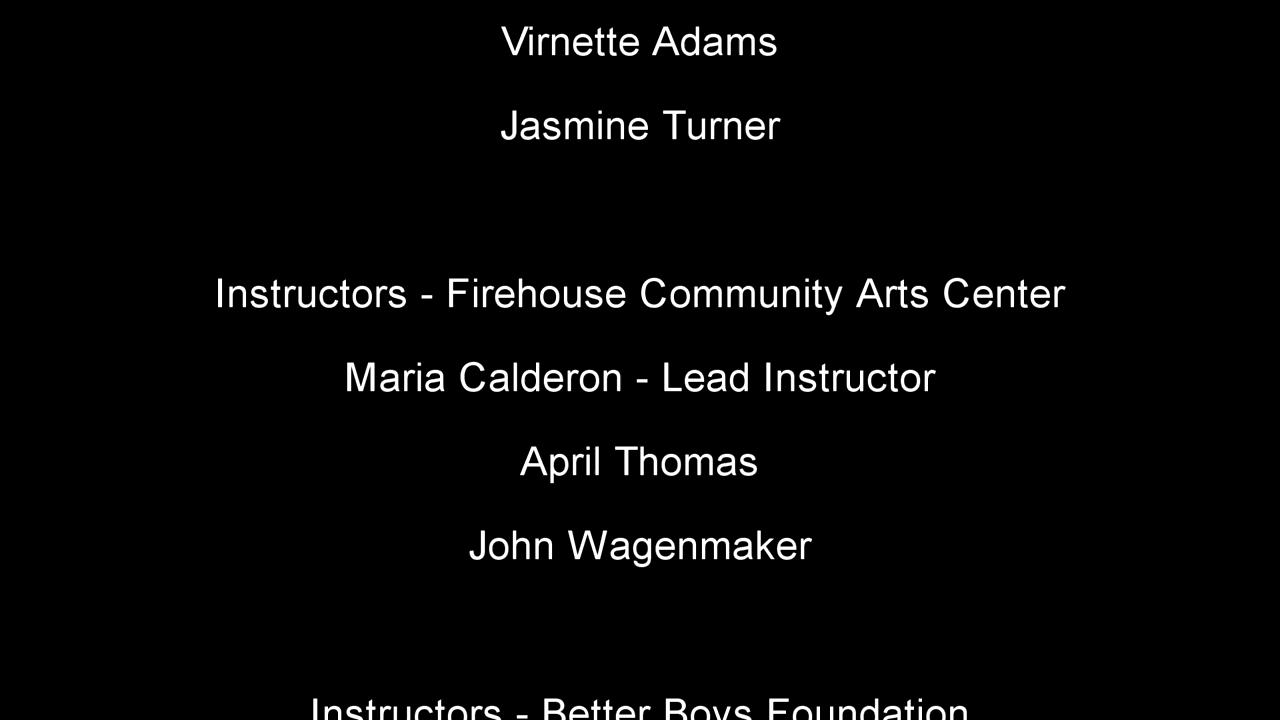 Virnette Adams
Jasmine Turner
Instructors - Firehouse Community Arts Center
Maria Calderon - Lead Instructor
April Thomas
John Wagenmaker
Instructors - Better Boys Foundation